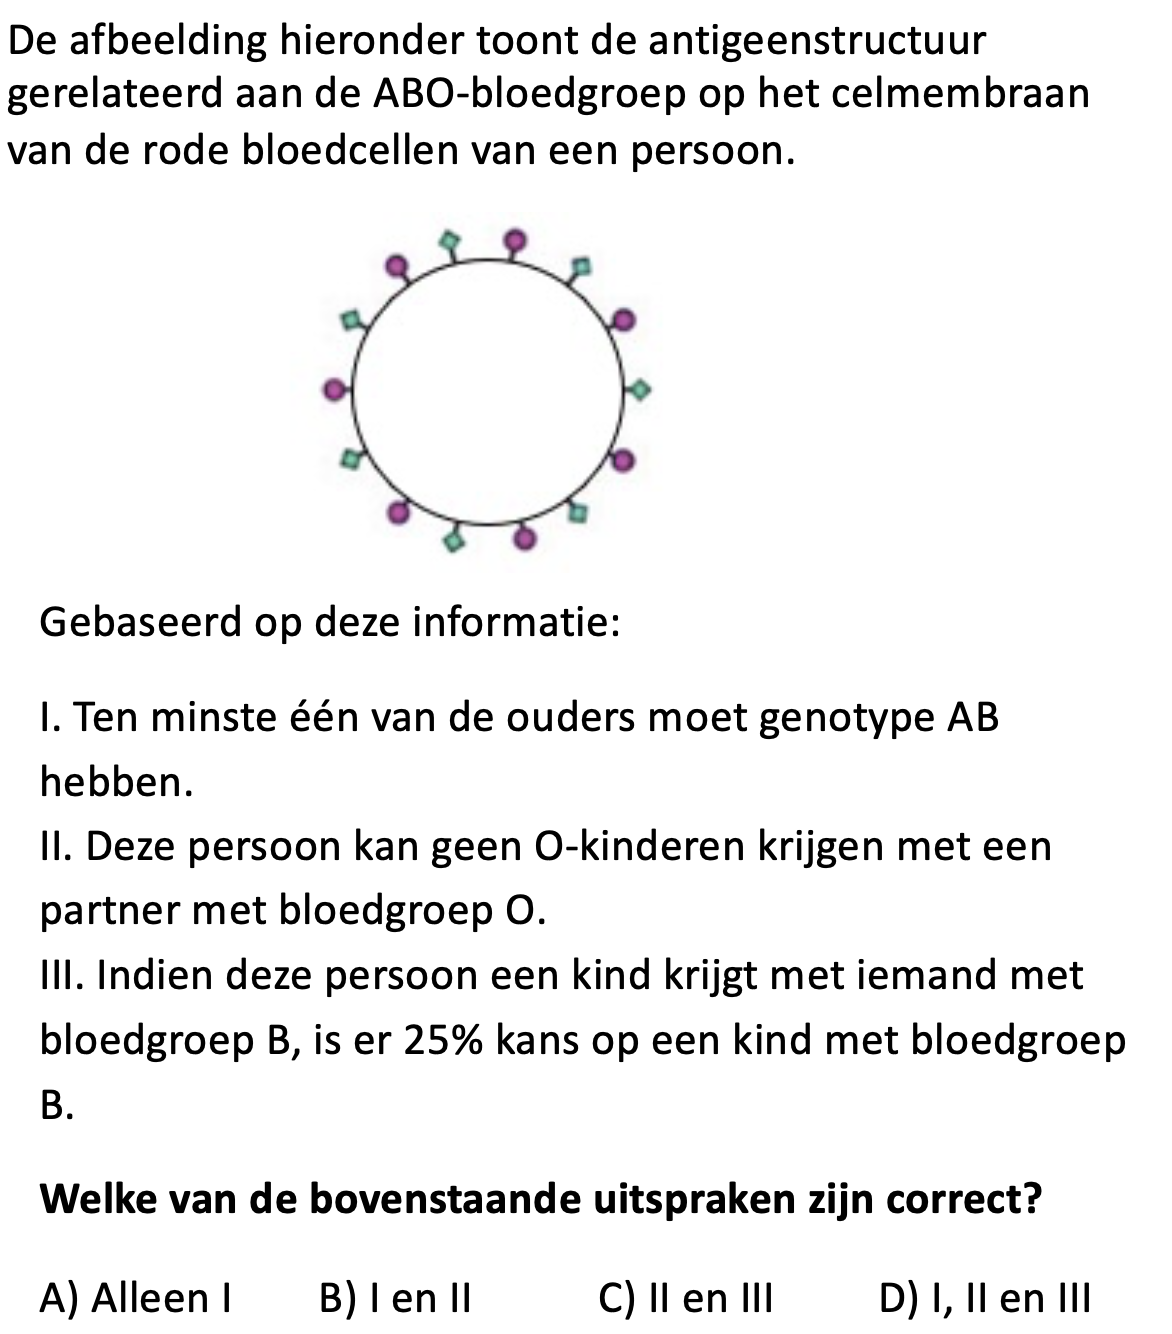 De afbeelding hieronder toont de antigeenstructuur
gerelateerd aan de ABO-bloedgroep op het celmembraan
van de rode bloedcellen van een persoon.
Gebaseerd op deze informatie:
I. Ten minste één van de ouders moet genotype AB
hebben.
II. Deze persoon kan geen O-kinderen krijgen met een
partner met bloedgroep O.
III. Indien deze persoon een kind krijgt met iemand met
bloedgroep B, is er 25% kans op een kind met bloedgroep
B.
Welke van de bovenstaande uitspraken zijn correct?
A) Alleen I B) I en II C) II en III D) I, II en III